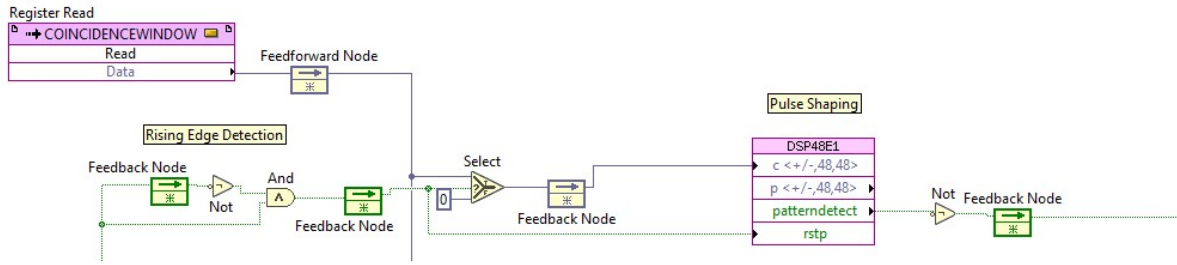 Register Read
COINCIDENCEWINDOW
Read
Data
Feedforward Node
Pulse Shaping
Rising Edge Detection
DSP48E1
Select
c <+/-,48,48>
Feedback Node
And
p <+/-,48,48>
Not
0
Feedback Node
Feedback Node
patterndetect
rstp
Not
Feedback Node